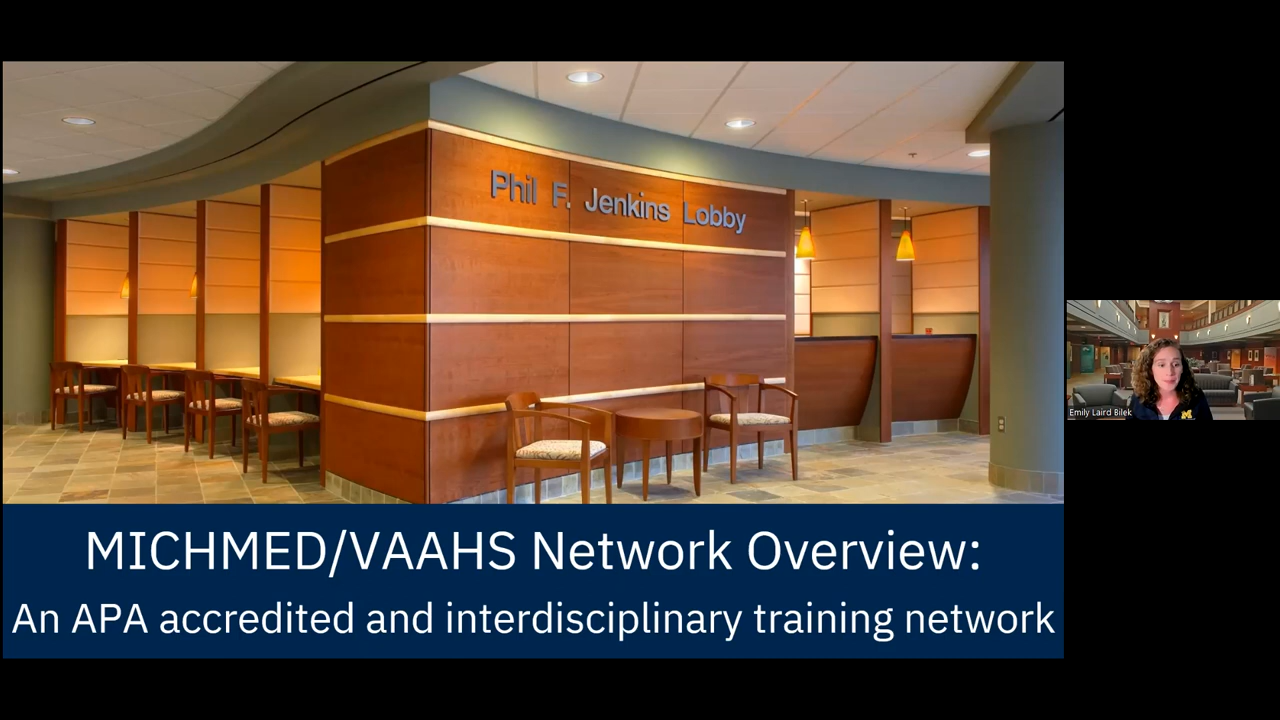 Phil F. Jenkins Lobby
MICHMED/VAAHS Network Overview:
An APA accredited and interdisciplinary training network
Emily Laird Bilek
M